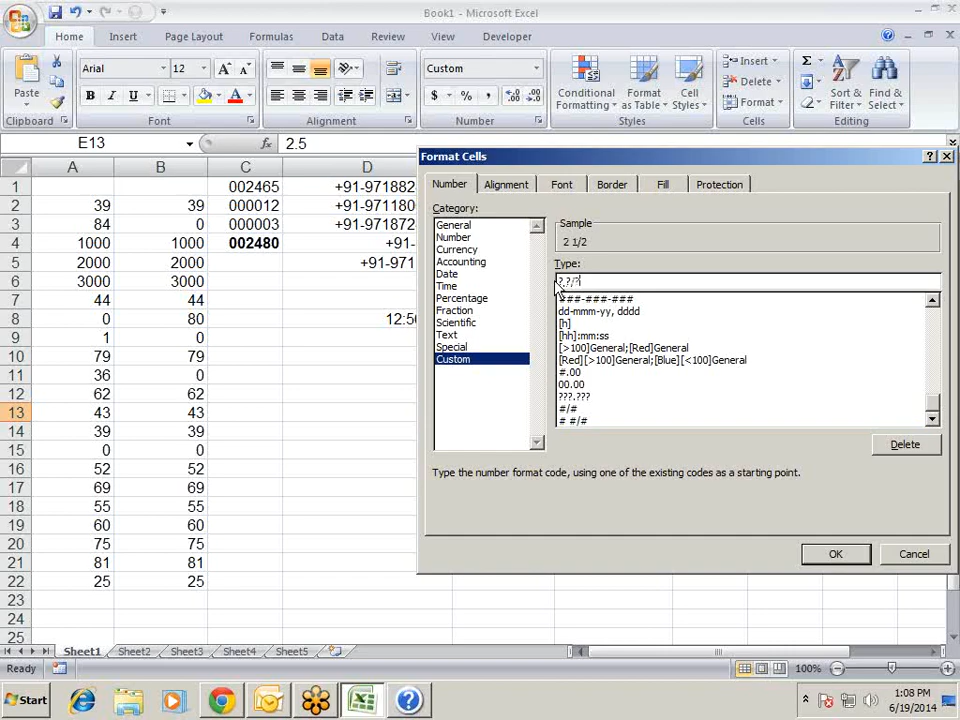 Book1 - Microsoft Excel
Home Insert Page Layout Formulas Data Review View Developer
Paste
Arial 12
Custom
Conditional Formatting
Format as Table
Cell Styles
Insert
Delete
Format
Sort & Filter
Find & Select
Clipboard Font Alignment Number Styles Cells Editing
E13 fx 2.5
A B C D
1 002465 +91-971882
2 39 39 000012 +91-971180
3 84 0 000003 +91-971872
4 1000 1000 002480 +91-
5 2000 2000 +91-971
6 3000 3000
7 44 44
8 0 80 12:50
9 1 0
10 79 79
11 36 0
12 62 62
13 43 43
14 39 39
15 0 0
16 52 52
17 69 69
18 55 55
19 60 60
20 75 75
21 81 81
22 25 25
23
24
25
Format Cells
Number Alignment Font Border Fill Protection
Category:
General
Number
Currency
Accounting
Date
Time
Percentage
Fraction
Scientific
Text
Special
Custom
Sample
2 1/2
Type:
###-###-###
dd-mmm-yy, dddd
[h]
[hh]:mm:ss
[>100]General;[Red]General
[Red][>100]General;[Blue][<100]General
#.00
00.00
???.???
#/#
# #/#
Delete
Type the number format code, using one of the existing codes as a starting point.
OK Cancel
Sheet1 Sheet2 Sheet3 Sheet4 Sheet5
Ready 100%
Start
1:08 PM
6/19/2014